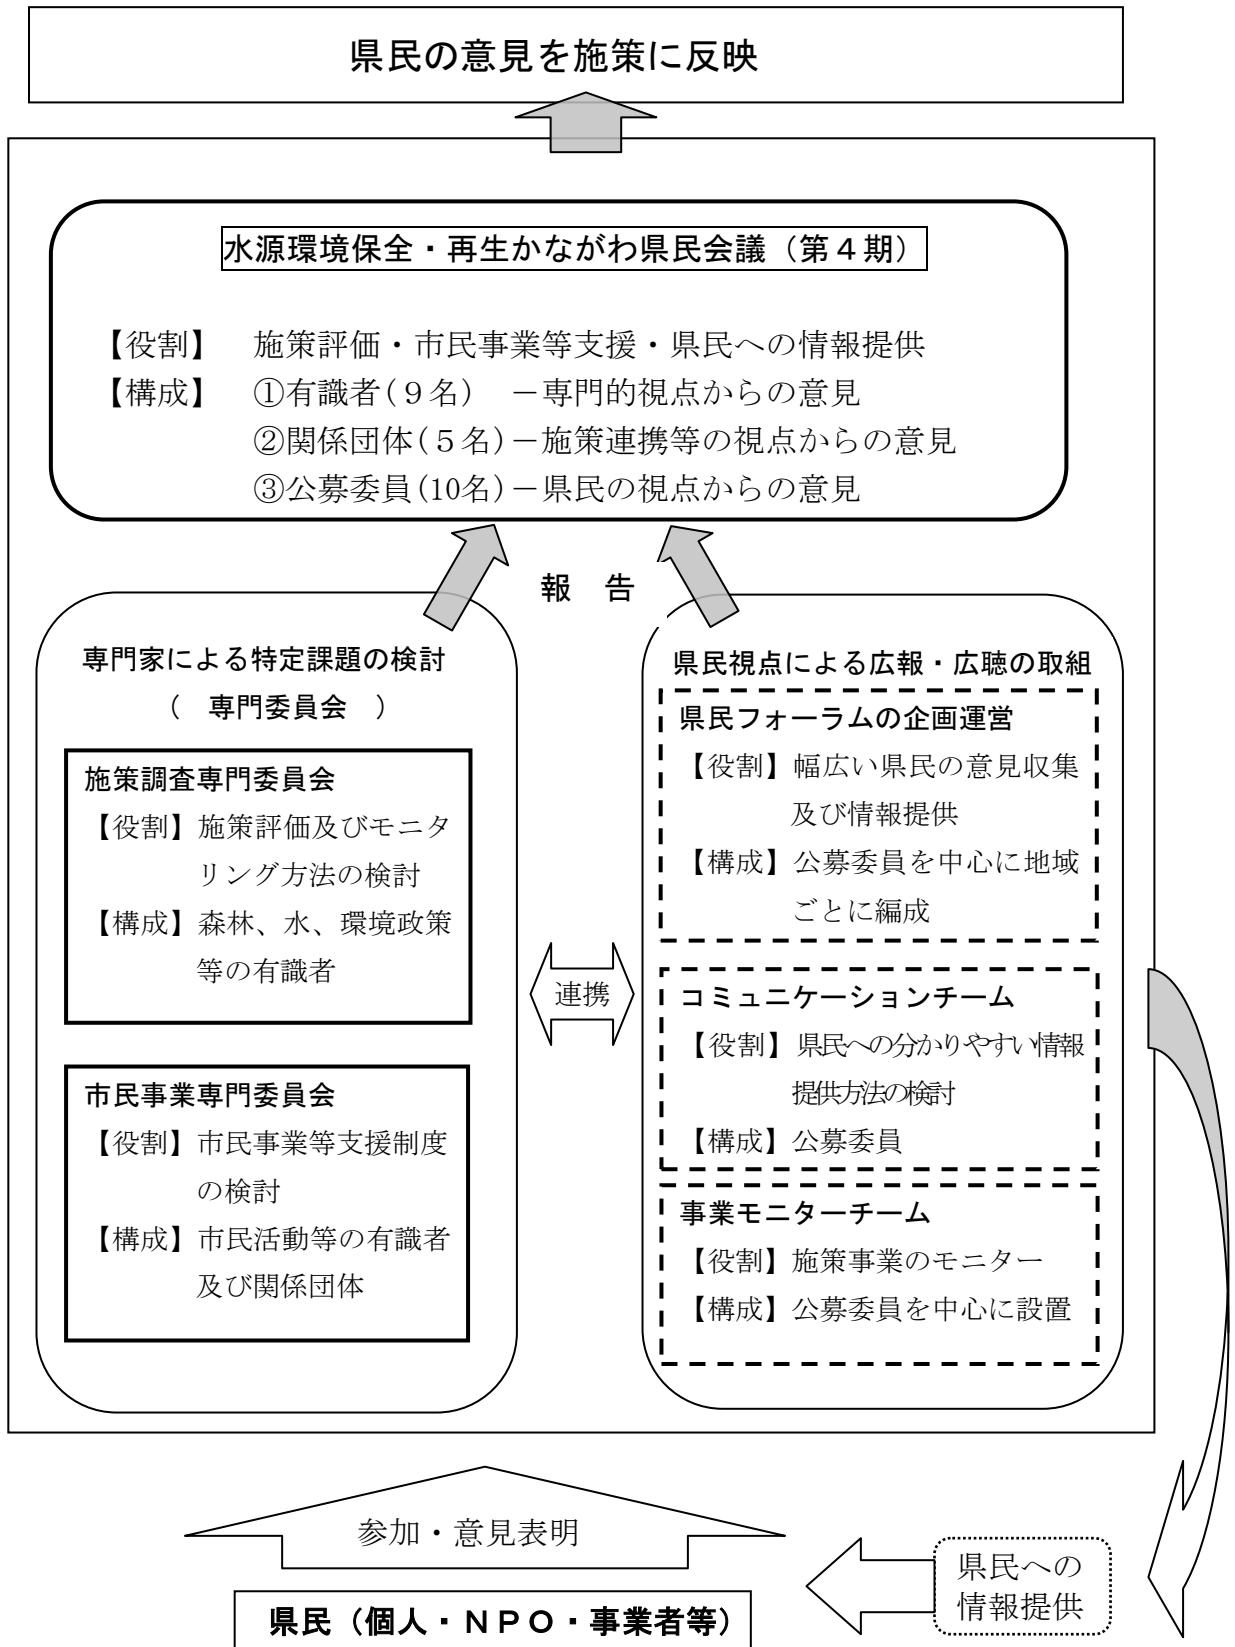 県民の意見を施策に反映
水源環境保全・再生かながわ県民会議（第４期）
【役割】　施策評価・市民事業等支援・県民への情報提供
【構成】　①有識者(９名)　－専門的視点からの意見
②関係団体(５名)－施策連携等の視点からの意見
③公募委員(10名)－県民の視点からの意見
報　告
専門家による特定課題の検討
（　専門委員会　）
施策調査専門委員会
【役割】施策評価及びモニタ
リング方法の検討
【構成】森林、水、環境政策
等の有識者
市民事業専門委員会
【役割】市民事業等支援制度
の検討
【構成】市民活動等の有識者
及び関係団体
連携
県民視点による広報・広聴の取組
県民フォーラムの企画運営
【役割】幅広い県民の意見収集
及び情報提供
【構成】公募委員を中心に地域
ごとに編成
コミュニケーションチーム
【役割】県民への分かりやすい情報
提供方法の検討
【構成】公募委員
事業モニターチーム
【役割】施策事業のモニター
【構成】公募委員を中心に設置
参加・意見表明
県民（個人・ＮＰＯ・事業者等）
県民への
情報提供